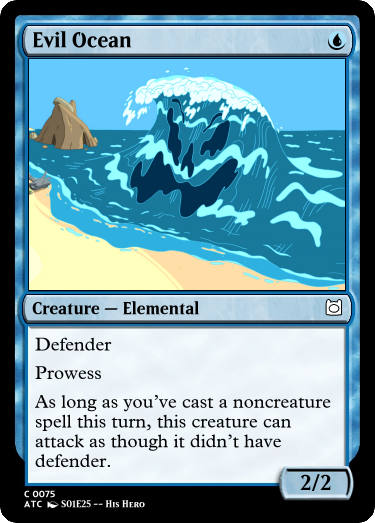 Evil Ocean
Creature — Elemental
Defender
Prowess
As long as you've cast a noncreature
spell this turn, this creature can
attack as though it didn't have
defender.
2/2
C 0075
ATC S01E25 -- His Hero